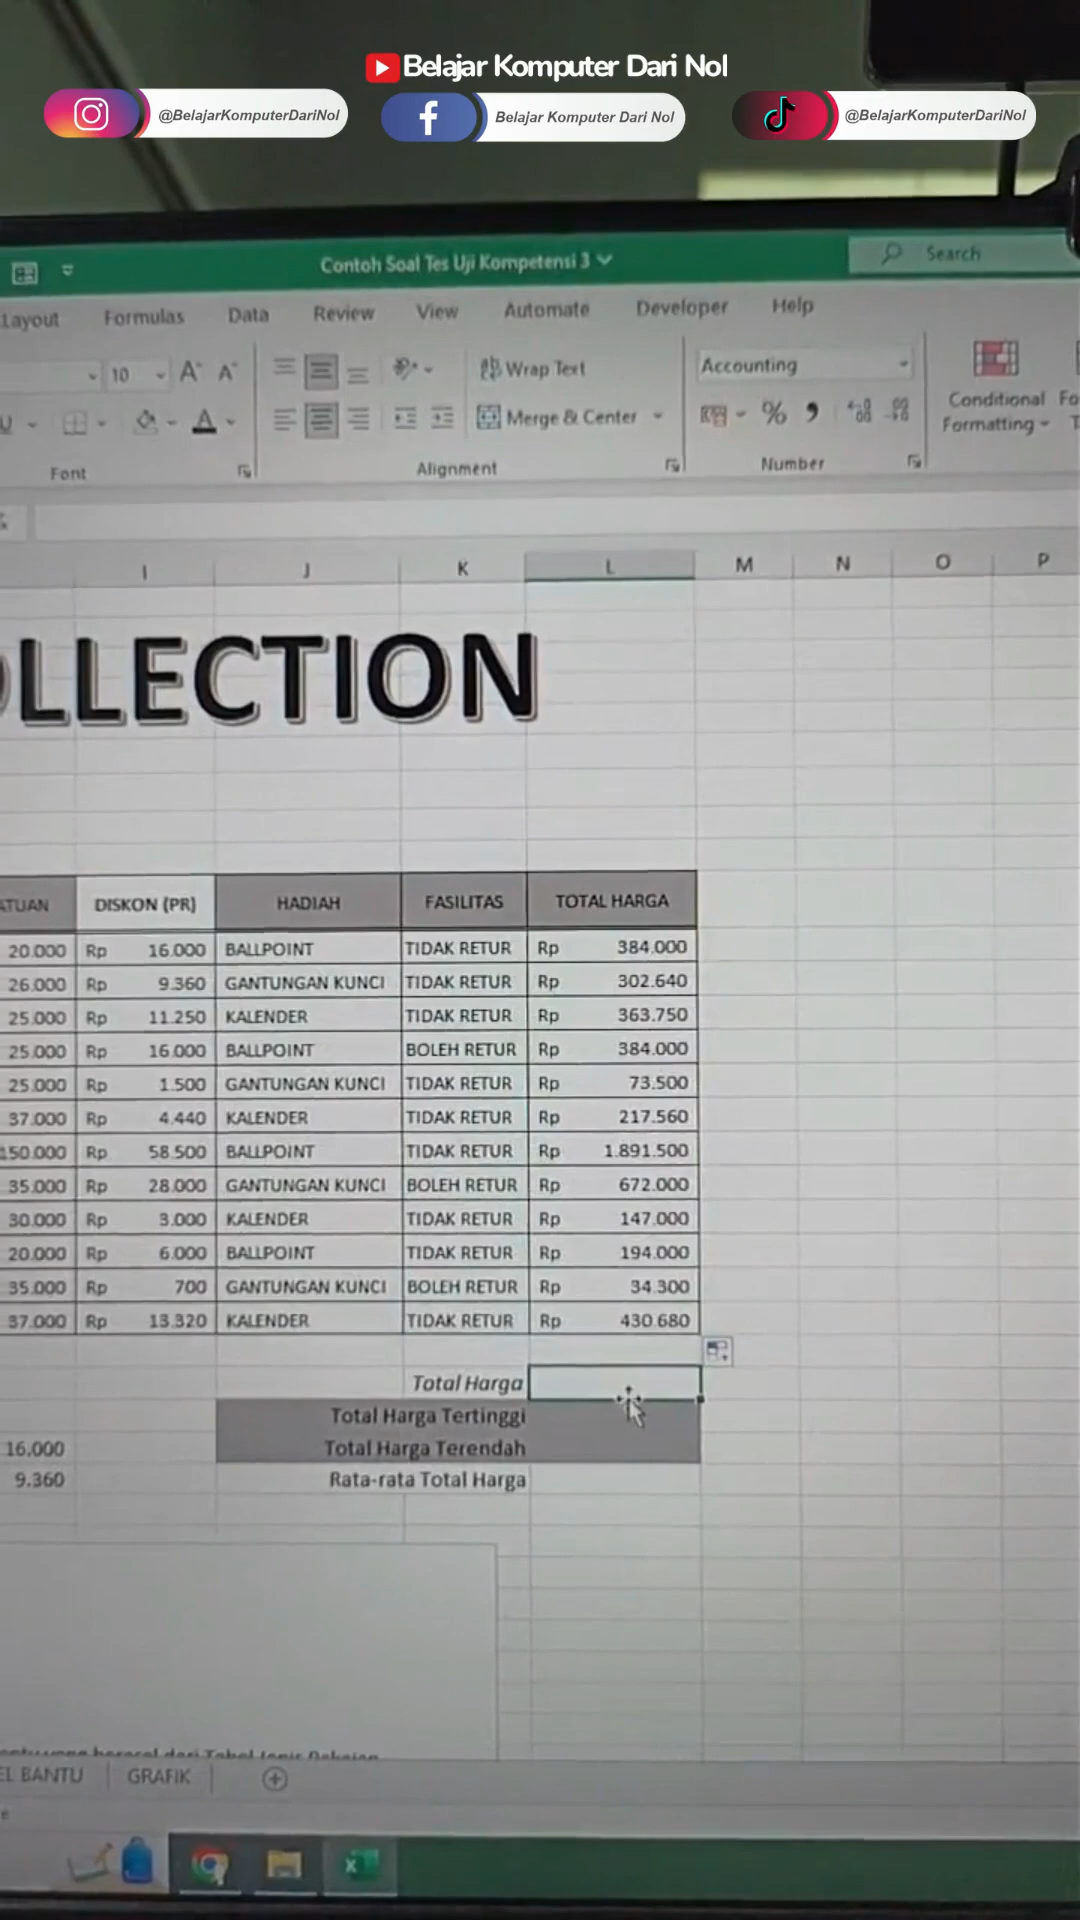 Belajar Komputer Dari Nol
@BelajarKomputerDariNol
Belajar Komputer Dari Nol
@BelajarKomputerDariNol
Contoh Soal Tes Uji Kompetensi 3
Search
Layout Formulas Data Review View Automate Developer Help
10 A A Wrap Text Accounting
U A Merge & Center % Conditional Fo
Formatting
Font Alignment Number
I J K L M N O P
OLLECTION
ATUAN DISKON (PR) HADIAH FASILITAS TOTAL HARGA
20.000 Rp 16.000 BALLPOINT TIDAK RETUR Rp 384.000
26.000 Rp 9.360 GANTUNGAN KUNCI TIDAK RETUR Rp 302.640
25.000 Rp 11.250 KALENDER TIDAK RETUR Rp 363.750
25.000 Rp 16.000 BALLPOINT BOLEH RETUR Rp 384.000
25.000 Rp 1.500 GANTUNGAN KUNCI TIDAK RETUR Rp 73.500
37.000 Rp 4.440 KALENDER TIDAK RETUR Rp 217.560
150.000 Rp 58.500 BALLPOINT TIDAK RETUR Rp 1.891.500
35.000 Rp 28.000 GANTUNGAN KUNCI BOLEH RETUR Rp 672.000
30.000 Rp 3.000 KALENDER TIDAK RETUR Rp 147.000
20.000 Rp 6.000 BALLPOINT TIDAK RETUR Rp 194.000
35.000 Rp 700 GANTUNGAN KUNCI BOLEH RETUR Rp 34.300
37.000 Rp 13.320 KALENDER TIDAK RETUR Rp 430.680
Total Harga
Total Harga Tertinggi
16.000 Total Harga Terendah
9.360 Rata-rata Total Harga
berasal dari Tabel Jenis Pakaian
EL BANTU GRAFIK